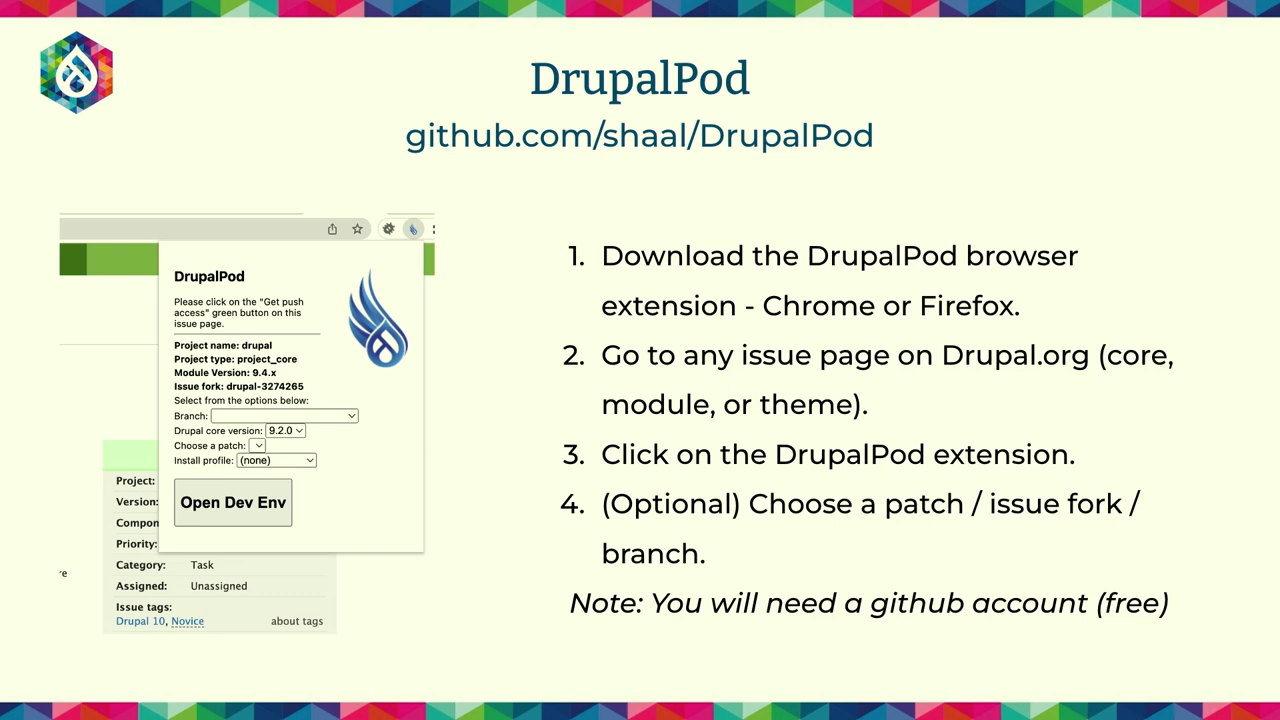 DrupalPod
github.com/shaal/DrupalPod
DrupalPod
Please click on the "Get push
access" green button on this
issue page.
Project name: drupal
Project type: project_core
Module Version: 9.4.x
Issue fork: drupal-3274265
Select from the options below:
Branch:
Drupal core version: 9.2.0
Choose a patch:
Install profile: (none)
Open Dev Env
Project:
Version:
Compon
Priority:
Category: Task
Assigned: Unassigned
Issue tags:
Drupal 10, Novice about tags
re
1. Download the DrupalPod browser
extension - Chrome or Firefox.
2. Go to any issue page on Drupal.org (core,
module, or theme).
3. Click on the DrupalPod extension.
4. (Optional) Choose a patch / issue fork /
branch.
Note: You will need a github account (free)